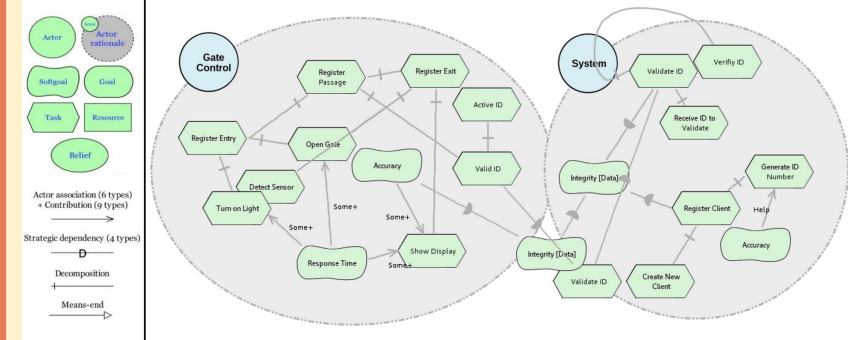 Actor
Actor
Actor
rationale
Softgoal
Goal
Task
Resource
Belief
Actor association (6 types)
+ Contribution (9 types)
Strategic dependency (4 types)
D
Decomposition
Means-end
Gate
Control
Register
Passage
Register Exit
Active ID
Register Entry
Open Gate
Accuracy
Valid ID
Detect Sensor
Turn on Light
Some+
Some+
Some+
Response Time
Some+
Show Display
System
Validate ID
Verifiy ID
Receive ID to
Validate
Integrity [Data]
Generate ID
Number
Register Client
Help
Accuracy
Integrity [Data]
Validate ID
Create New
Client